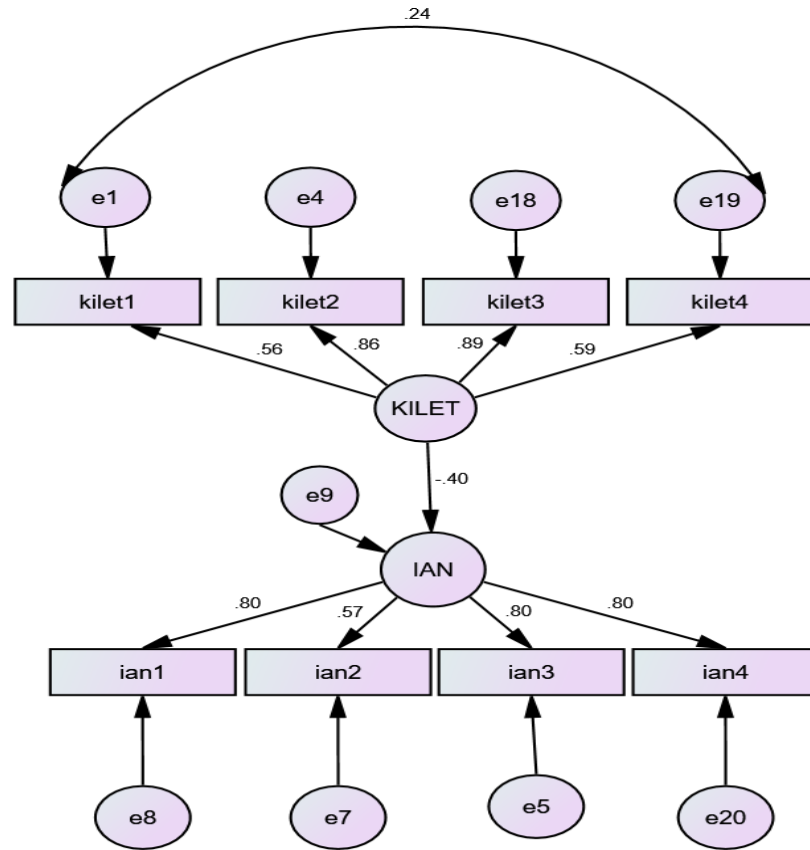 .24
e1 e4 e18 e19
kilet1 kilet2 kilet3 kilet4
.56 .86 .89 .59
KILET
-.40
e9
IAN
.80 .57 .80 .80
ian1 ian2 ian3 ian4
e8 e7 e5 e20